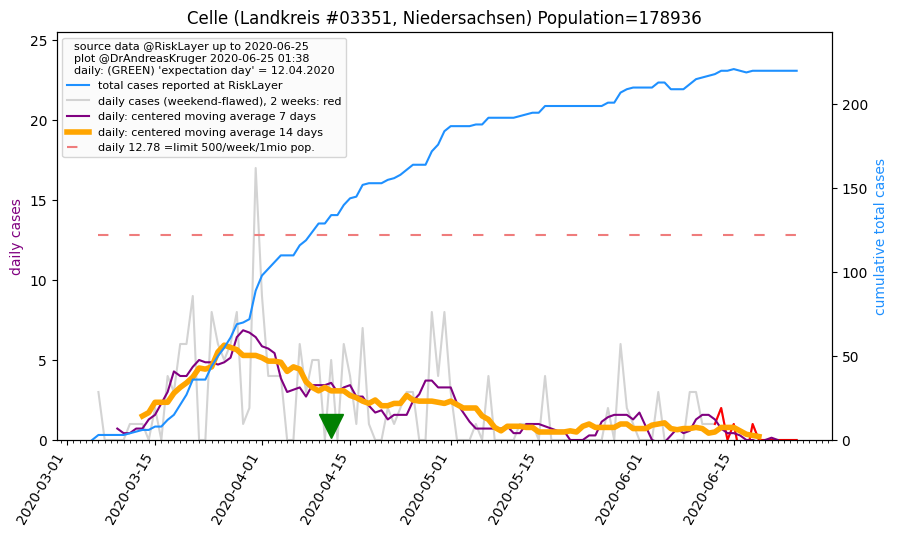 Celle (Landkreis #03351, Niedersachsen) Population=178936
source data @RiskLayer up to 2020-06-25
plot @DrAndreasKruger 2020-06-25 01:38
daily: (GREEN) 'expectation day' = 12.04.2020
total cases reported at RiskLayer
daily cases (weekend-flawed), 2 weeks: red
daily: centered moving average 7 days
daily: centered moving average 14 days
daily 12.78 =limit 500/week/1mio pop.
daily cases
25
20
15
10
5
0
200
150
100
50
0
cumulative total cases
2020-03-01
2020-03-15
2020-04-01
2020-04-15
2020-05-01
2020-05-15
2020-06-01
2020-06-15